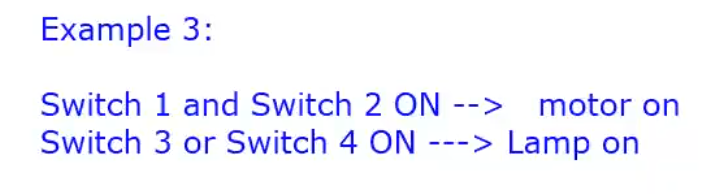 Example 3:
Switch 1 and Switch 2 ON -->   motor on
Switch 3 or Switch 4 ON ---> Lamp on